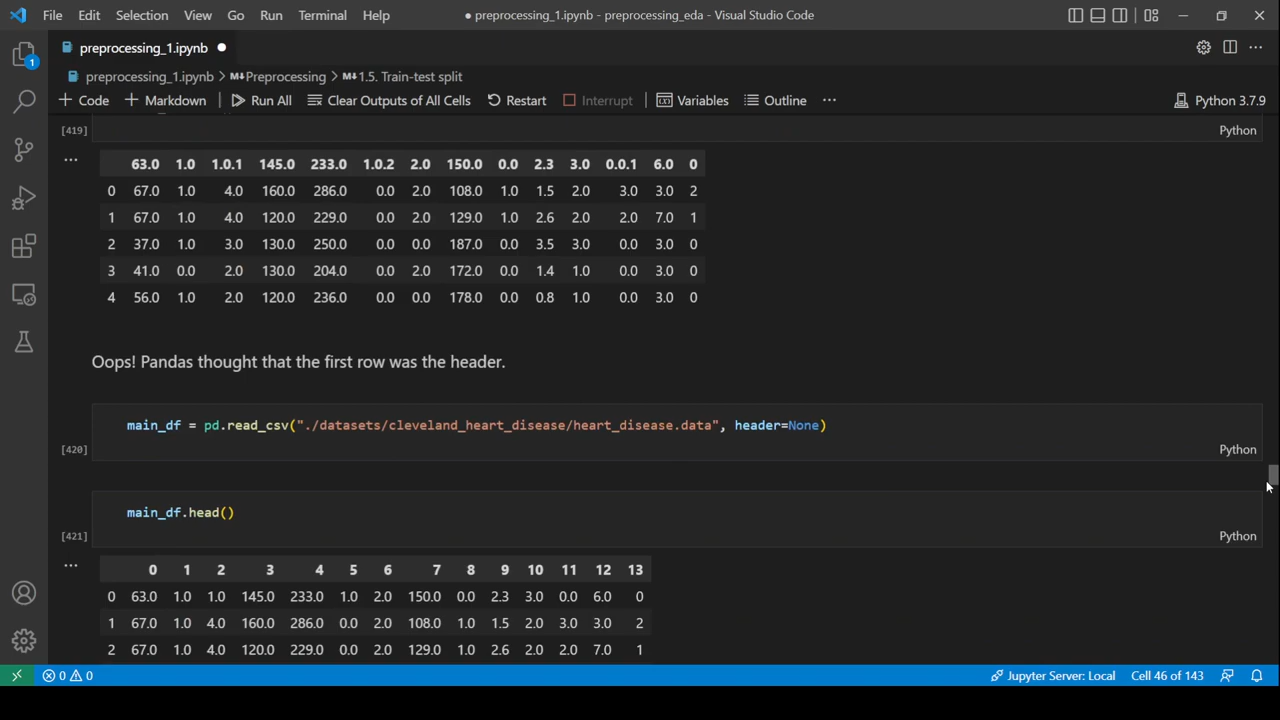 File Edit Selection View Go Run Terminal Help ● preprocessing_1.ipynb - preprocessing_eda - Visual Studio Code
preprocessing_1.ipynb ●
preprocessing_1.ipynb > M↓Preprocessing > M↓1.5. Train-test split
+ Code + Markdown Run All Clear Outputs of All Cells Restart Interrupt Variables Outline ··· Python 3.7.9
1
[419] Python
...
63.0 1.0 1.0.1 145.0 233.0 1.0.2 2.0 150.0 0.0 2.3 3.0 0.0.1 6.0 0
0 67.0 1.0 4.0 160.0 286.0 0.0 2.0 108.0 1.0 1.5 2.0 3.0 3.0 2
1 67.0 1.0 4.0 120.0 229.0 0.0 2.0 129.0 1.0 2.6 2.0 2.0 7.0 1
2 37.0 1.0 3.0 130.0 250.0 0.0 0.0 187.0 0.0 3.5 3.0 0.0 3.0 0
3 41.0 0.0 2.0 130.0 204.0 0.0 2.0 172.0 0.0 1.4 1.0 0.0 3.0 0
4 56.0 1.0 2.0 120.0 236.0 0.0 0.0 178.0 0.0 0.8 1.0 0.0 3.0 0
Oops! Pandas thought that the first row was the header.
main_df = pd.read_csv("./datasets/cleveland_heart_disease/heart_disease.data", header=None)
[420] Python
main_df.head()
[421] Python
...
0 1 2 3 4 5 6 7 8 9 10 11 12 13
0 63.0 1.0 1.0 145.0 233.0 1.0 2.0 150.0 0.0 2.3 3.0 0.0 6.0 0
1 67.0 1.0 4.0 160.0 286.0 0.0 2.0 108.0 1.0 1.5 2.0 3.0 3.0 2
2 67.0 1.0 4.0 120.0 229.0 0.0 2.0 129.0 1.0 2.6 2.0 2.0 7.0 1
0 0 Jupyter Server: Local Cell 46 of 143